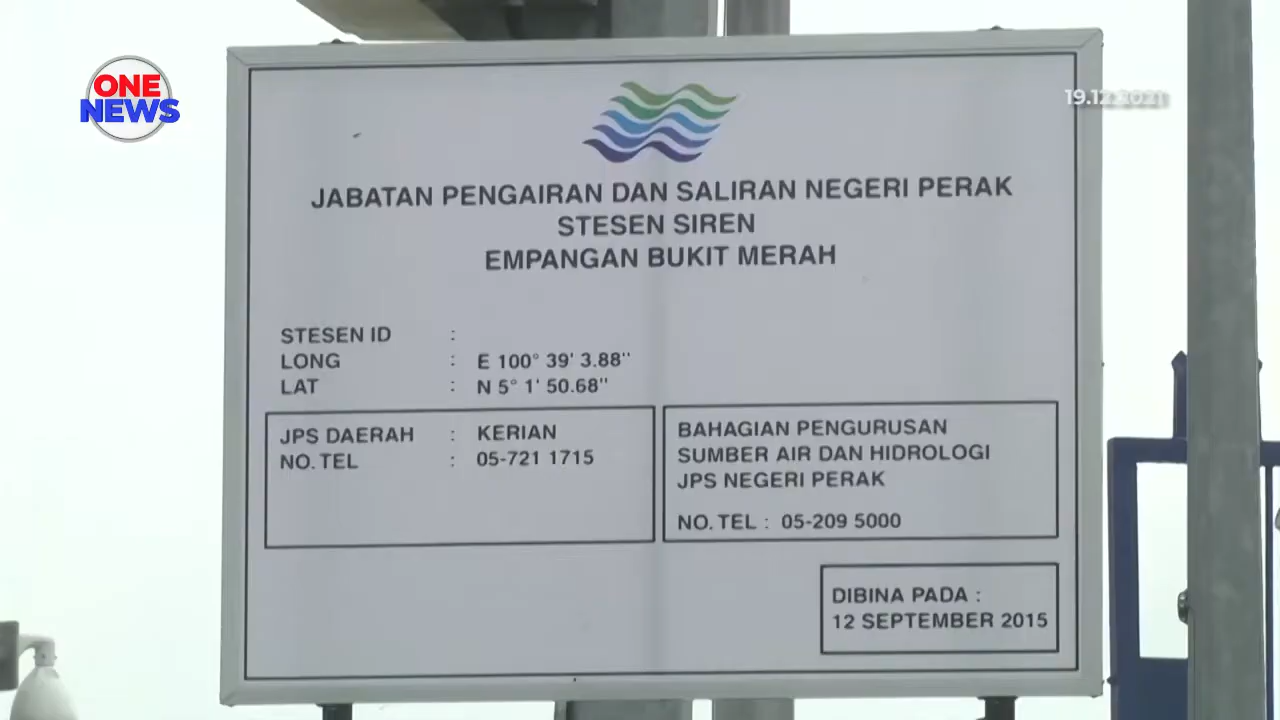 ONE
NEWS
19.12.2021
JABATAN PENGAIRAN DAN SALIRAN NEGERI PERAK
STESEN SIREN
EMPANGAN BUKIT MERAH
STESEN ID :
LONG : E 100° 39' 3.88''
LAT : N 5° 1' 50.68''
JPS DAERAH : KERIAN
NO. TEL : 05-721 1715
BAHAGIAN PENGURUSAN
SUMBER AIR DAN HIDROLOGI
JPS NEGERI PERAK
NO. TEL : 05-209 5000
DIBINA PADA :
12 SEPTEMBER 2015